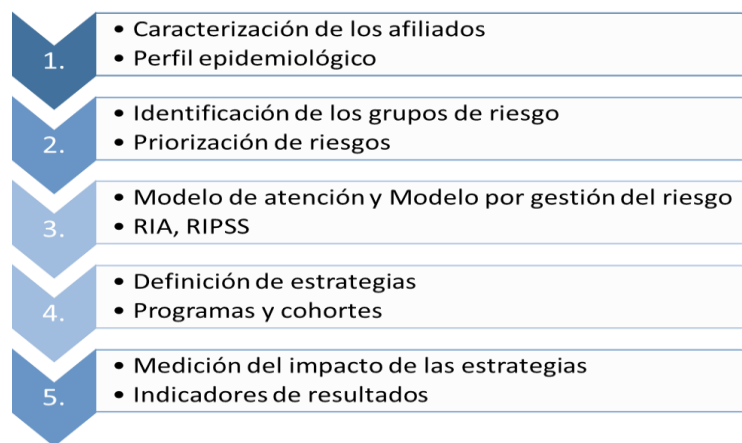 1.
• Caracterización de los afiliados
• Perfil epidemiológico
2.
• Identificación de los grupos de riesgo
• Priorización de riesgos
3.
• Modelo de atención y Modelo por gestión del riesgo
• RIA, RIPSS
4.
• Definición de estrategias
• Programas y cohortes
5.
• Medición del impacto de las estrategias
• Indicadores de resultados